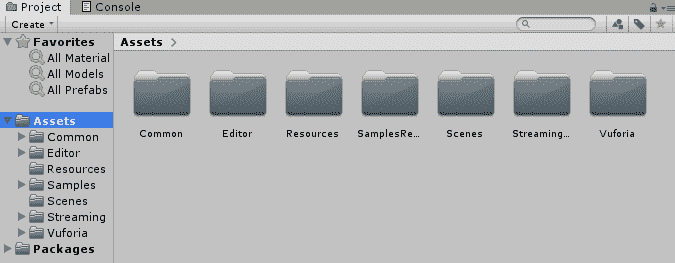 Project Console
Create
Favorites
All Material
All Models
All Prefabs
Assets
Common
Editor
Resources
Samples
Scenes
Streaming
Vuforia
Packages
Assets
Common Editor Resources SamplesRe... Scenes Streaming... Vuforia